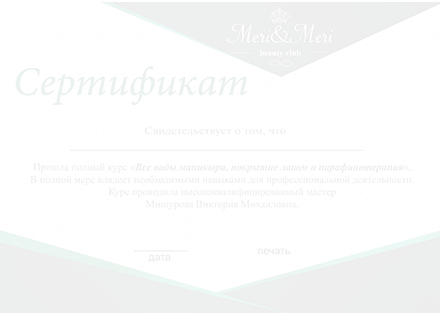 Meri&Meri
beauty club
Сертификат
Свидетельствует о том, что
Прошла полный курс «Все виды маникюра, покрытие лаком и парафинотерапия».
В полной мере владеет необходимыми навыками для профессиональной деятельности.
Курс проводила высококвалифицированный мастер
Мишурова Виктория Михайловна.
дата
печать